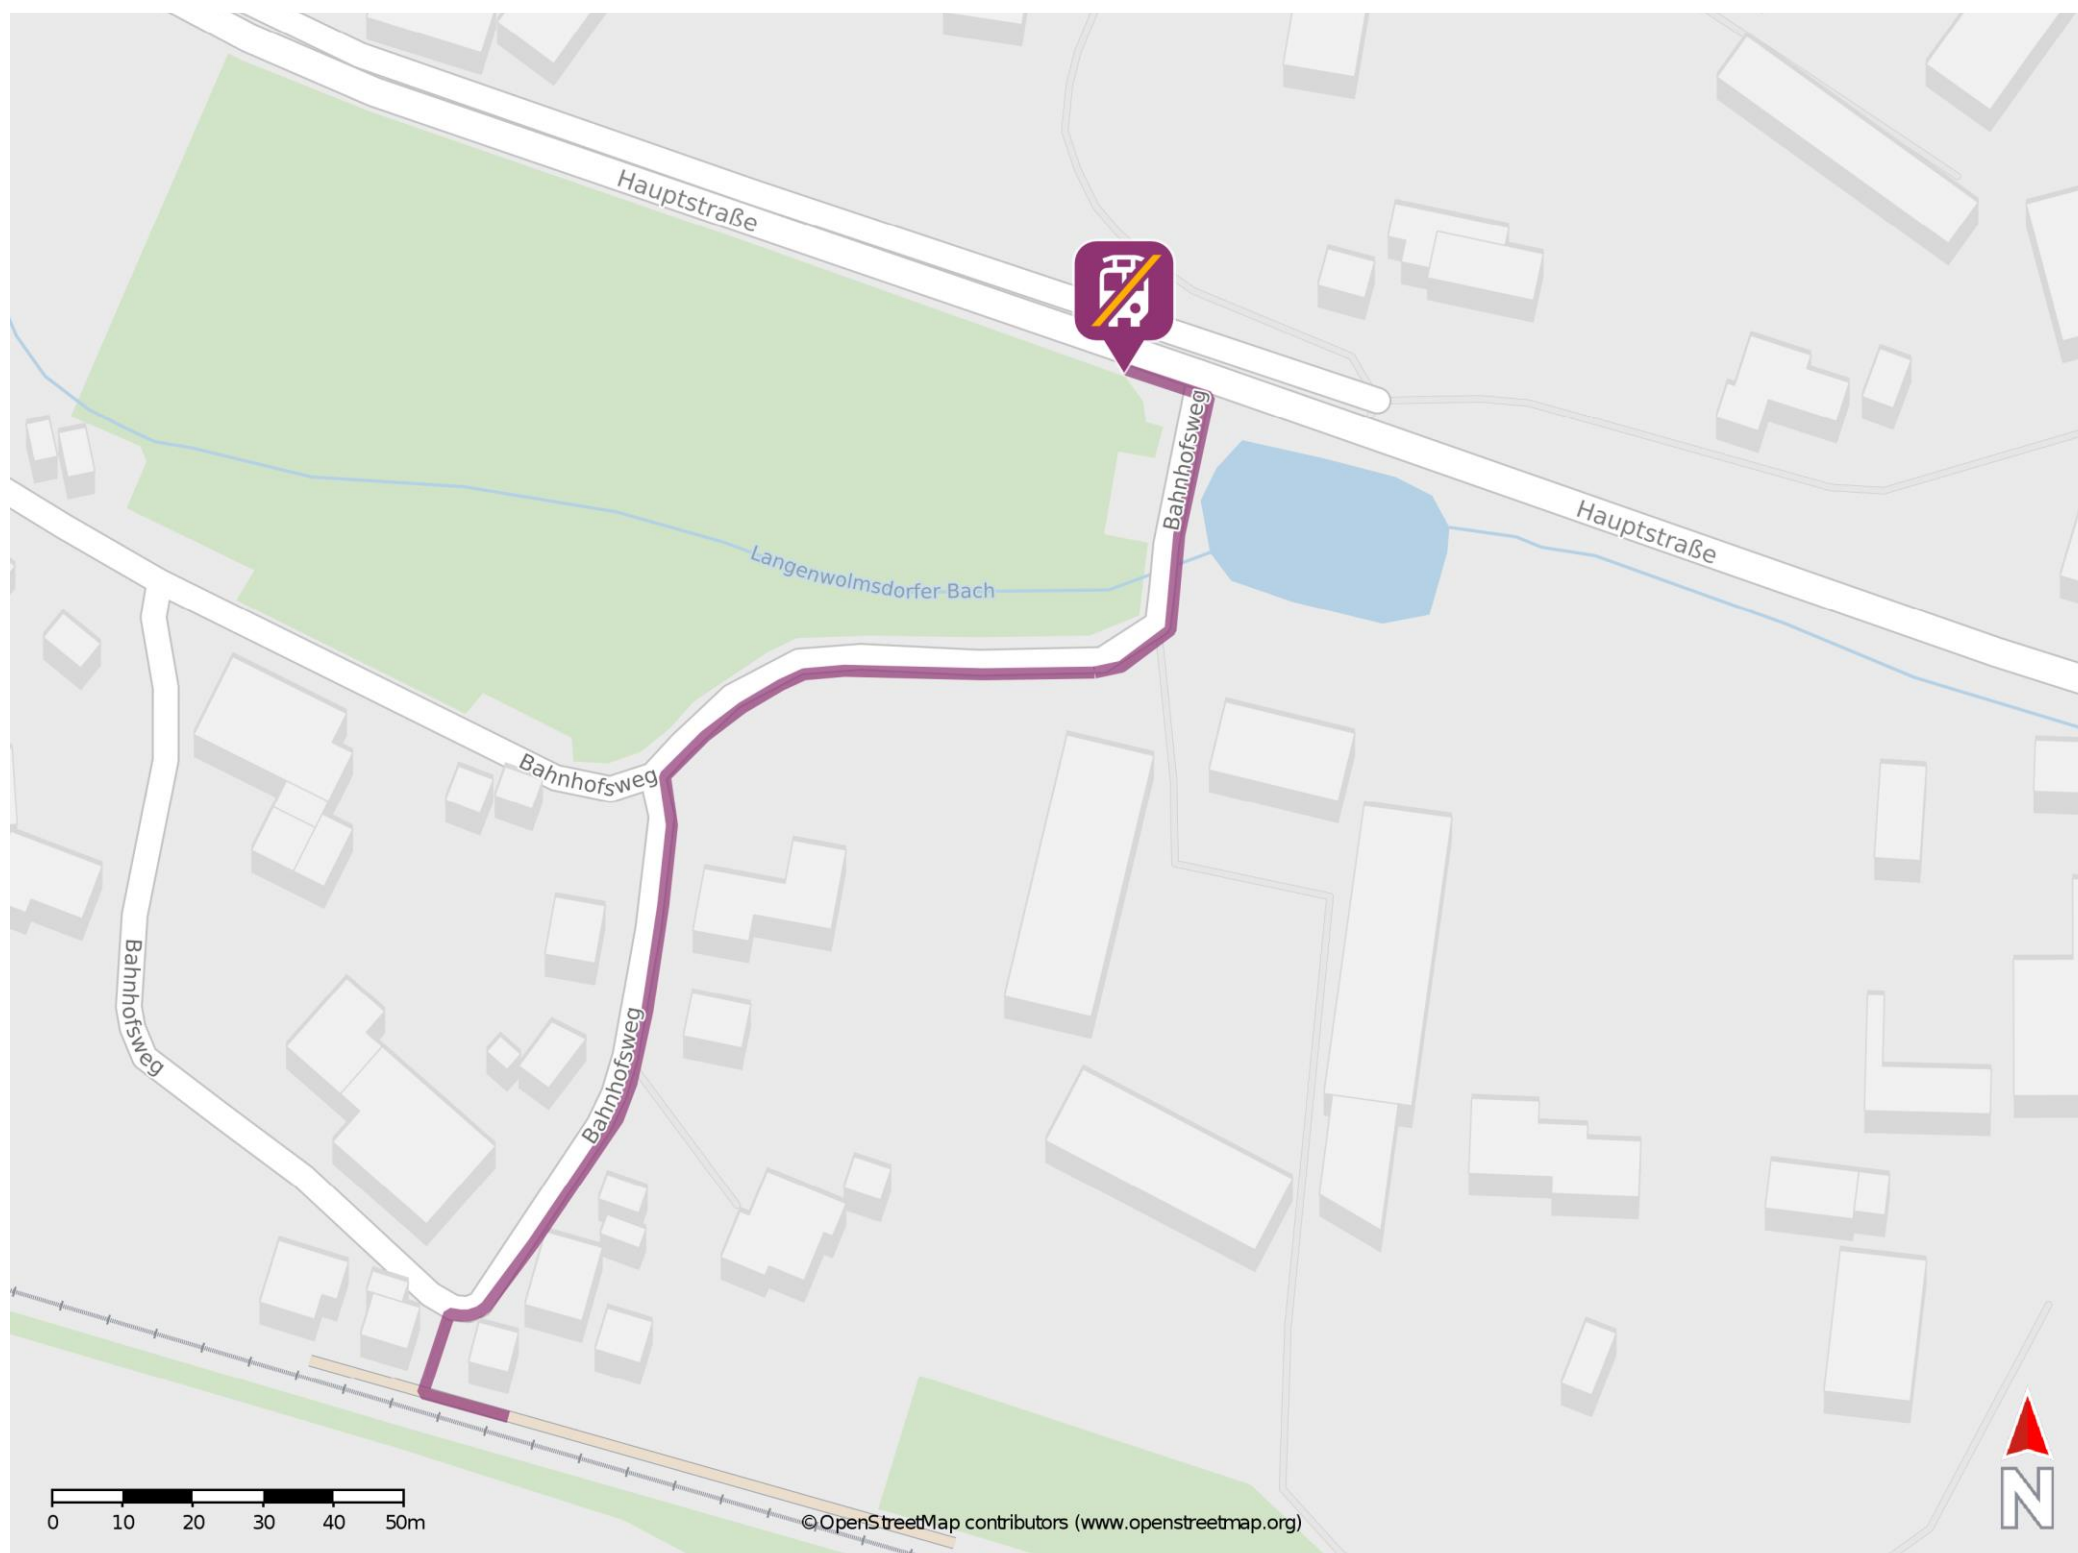 Hauptstraße
Bahnhofsweg
Hauptstraße
Langenwolmsdorfer Bach
Bahnhofsweg
Bahnhofsweg
Bahnhofsweg
0 10 20 30 40 50m
© OpenStreetMap contributors (www.openstreetmap.org)
N